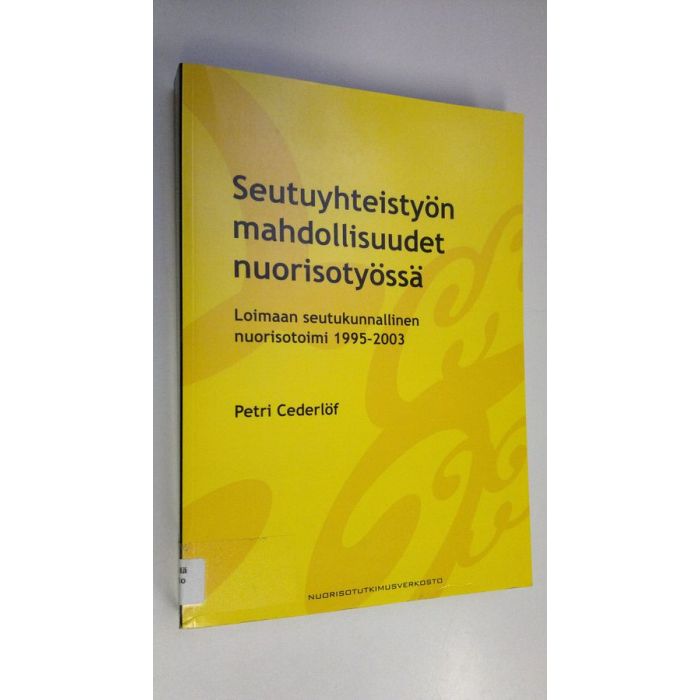 Seutuyhteistyön
mahdollisuudet
nuorisotyössä
Loimaan seutukunnallinen
nuorisotoimi 1995-2003
Petri Cederlöf
NUORISOTUTKIMUSVERKOSTO